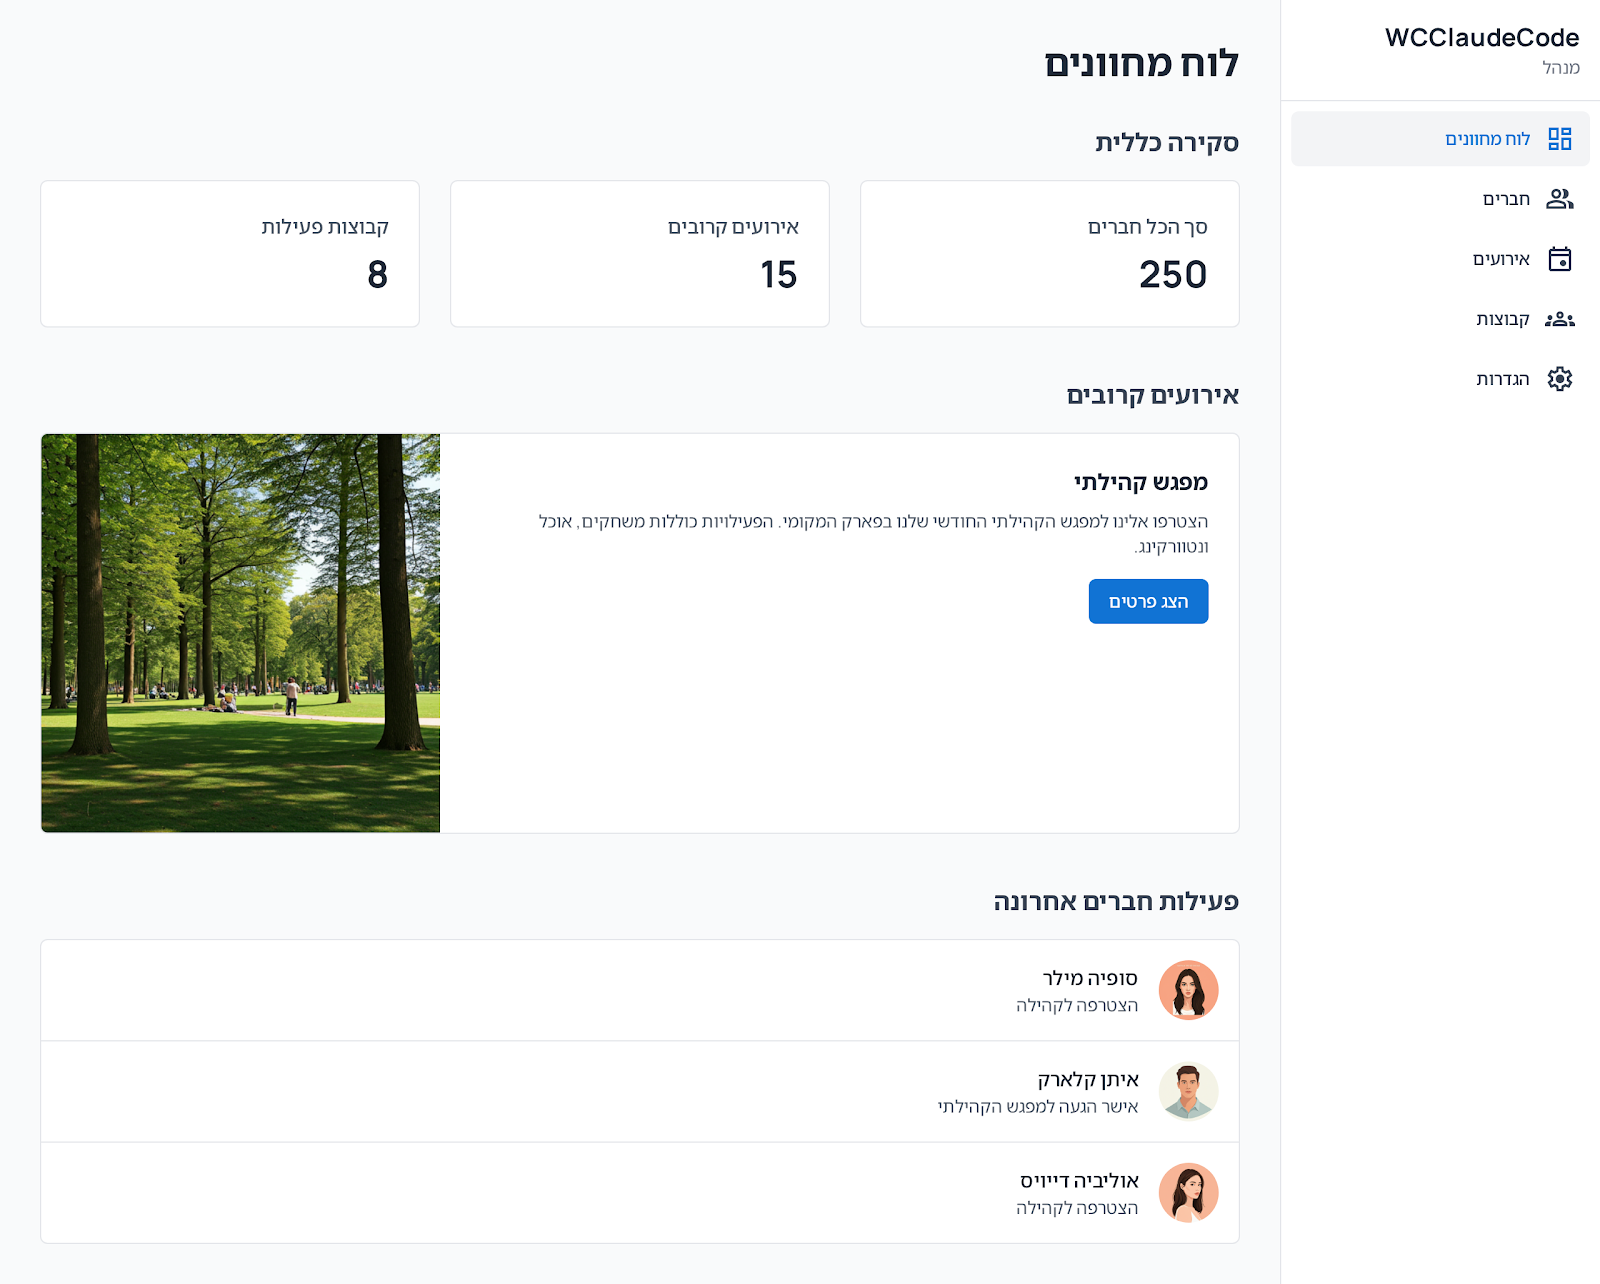 WCClaudeCode
מנהל
לוח מחוונים
חברים
אירועים
קבוצות
הגדרות
לוח מחוונים
סקירה כללית
סך הכל חברים
250
אירועים קרובים
15
קבוצות פעילות
8
אירועים קרובים
מפגש קהילתי
הצטרפו אלינו למפגש הקהילתי החודשי שלנו בפארק המקומי. הפעילויות כוללות משחקים, אוכל
ונטוורקינג.
הצג פרטים
פעילות חברים אחרונה
סופיה מילר
הצטרפה לקהילה
איתן קלארק
אישר הגעה למפגש הקהילתי
אוליביה דייויס
הצטרפה לקהילה